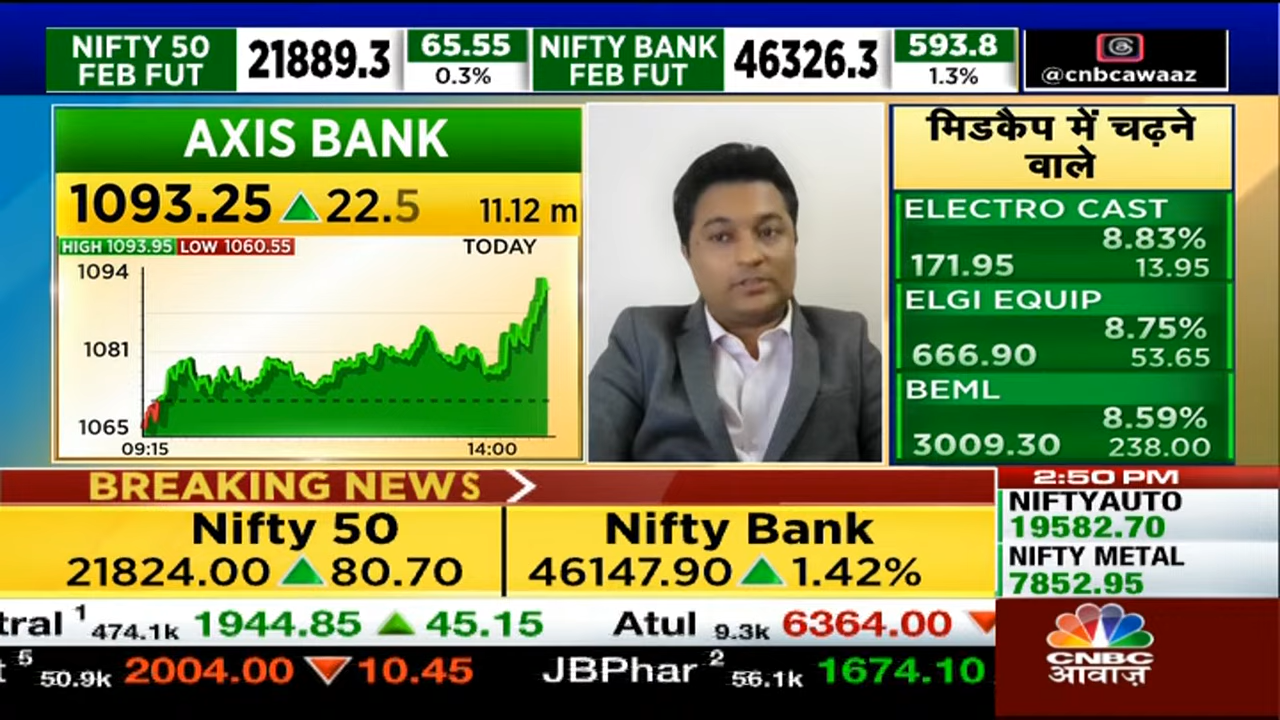 NIFTY 50
FEB FUT
21889.3
65.55
0.3%
NIFTY BANK
FEB FUT
46326.3
593.8
1.3%
@cnbcawaaz
AXIS BANK
1093.25 ▲ 22.5
11.12 m
HIGH 1093.95 LOW 1060.55
TODAY
1094
1081
1065
09:15
14:00
मिडकैप में चढ़ने
वाले
ELECTRO CAST
8.83%
171.95
13.95
ELGI EQUIP
8.75%
666.90
53.65
BEML
8.59%
3009.30
238.00
BREAKING NEWS
Nifty 50
21824.00 ▲ 80.70
Nifty Bank
46147.90 ▲ 1.42%
2:50 PM
NIFTYAUTO
19582.70
NIFTY METAL
7852.95
tral 1 474.1k 1944.85 ▲ 45.15 Atul 9.3k 6364.00 ▼
t 5 50.9k 2004.00 ▼ 10.45 JBPhar 2 56.1k 1674.10
CNBC
आवाज़